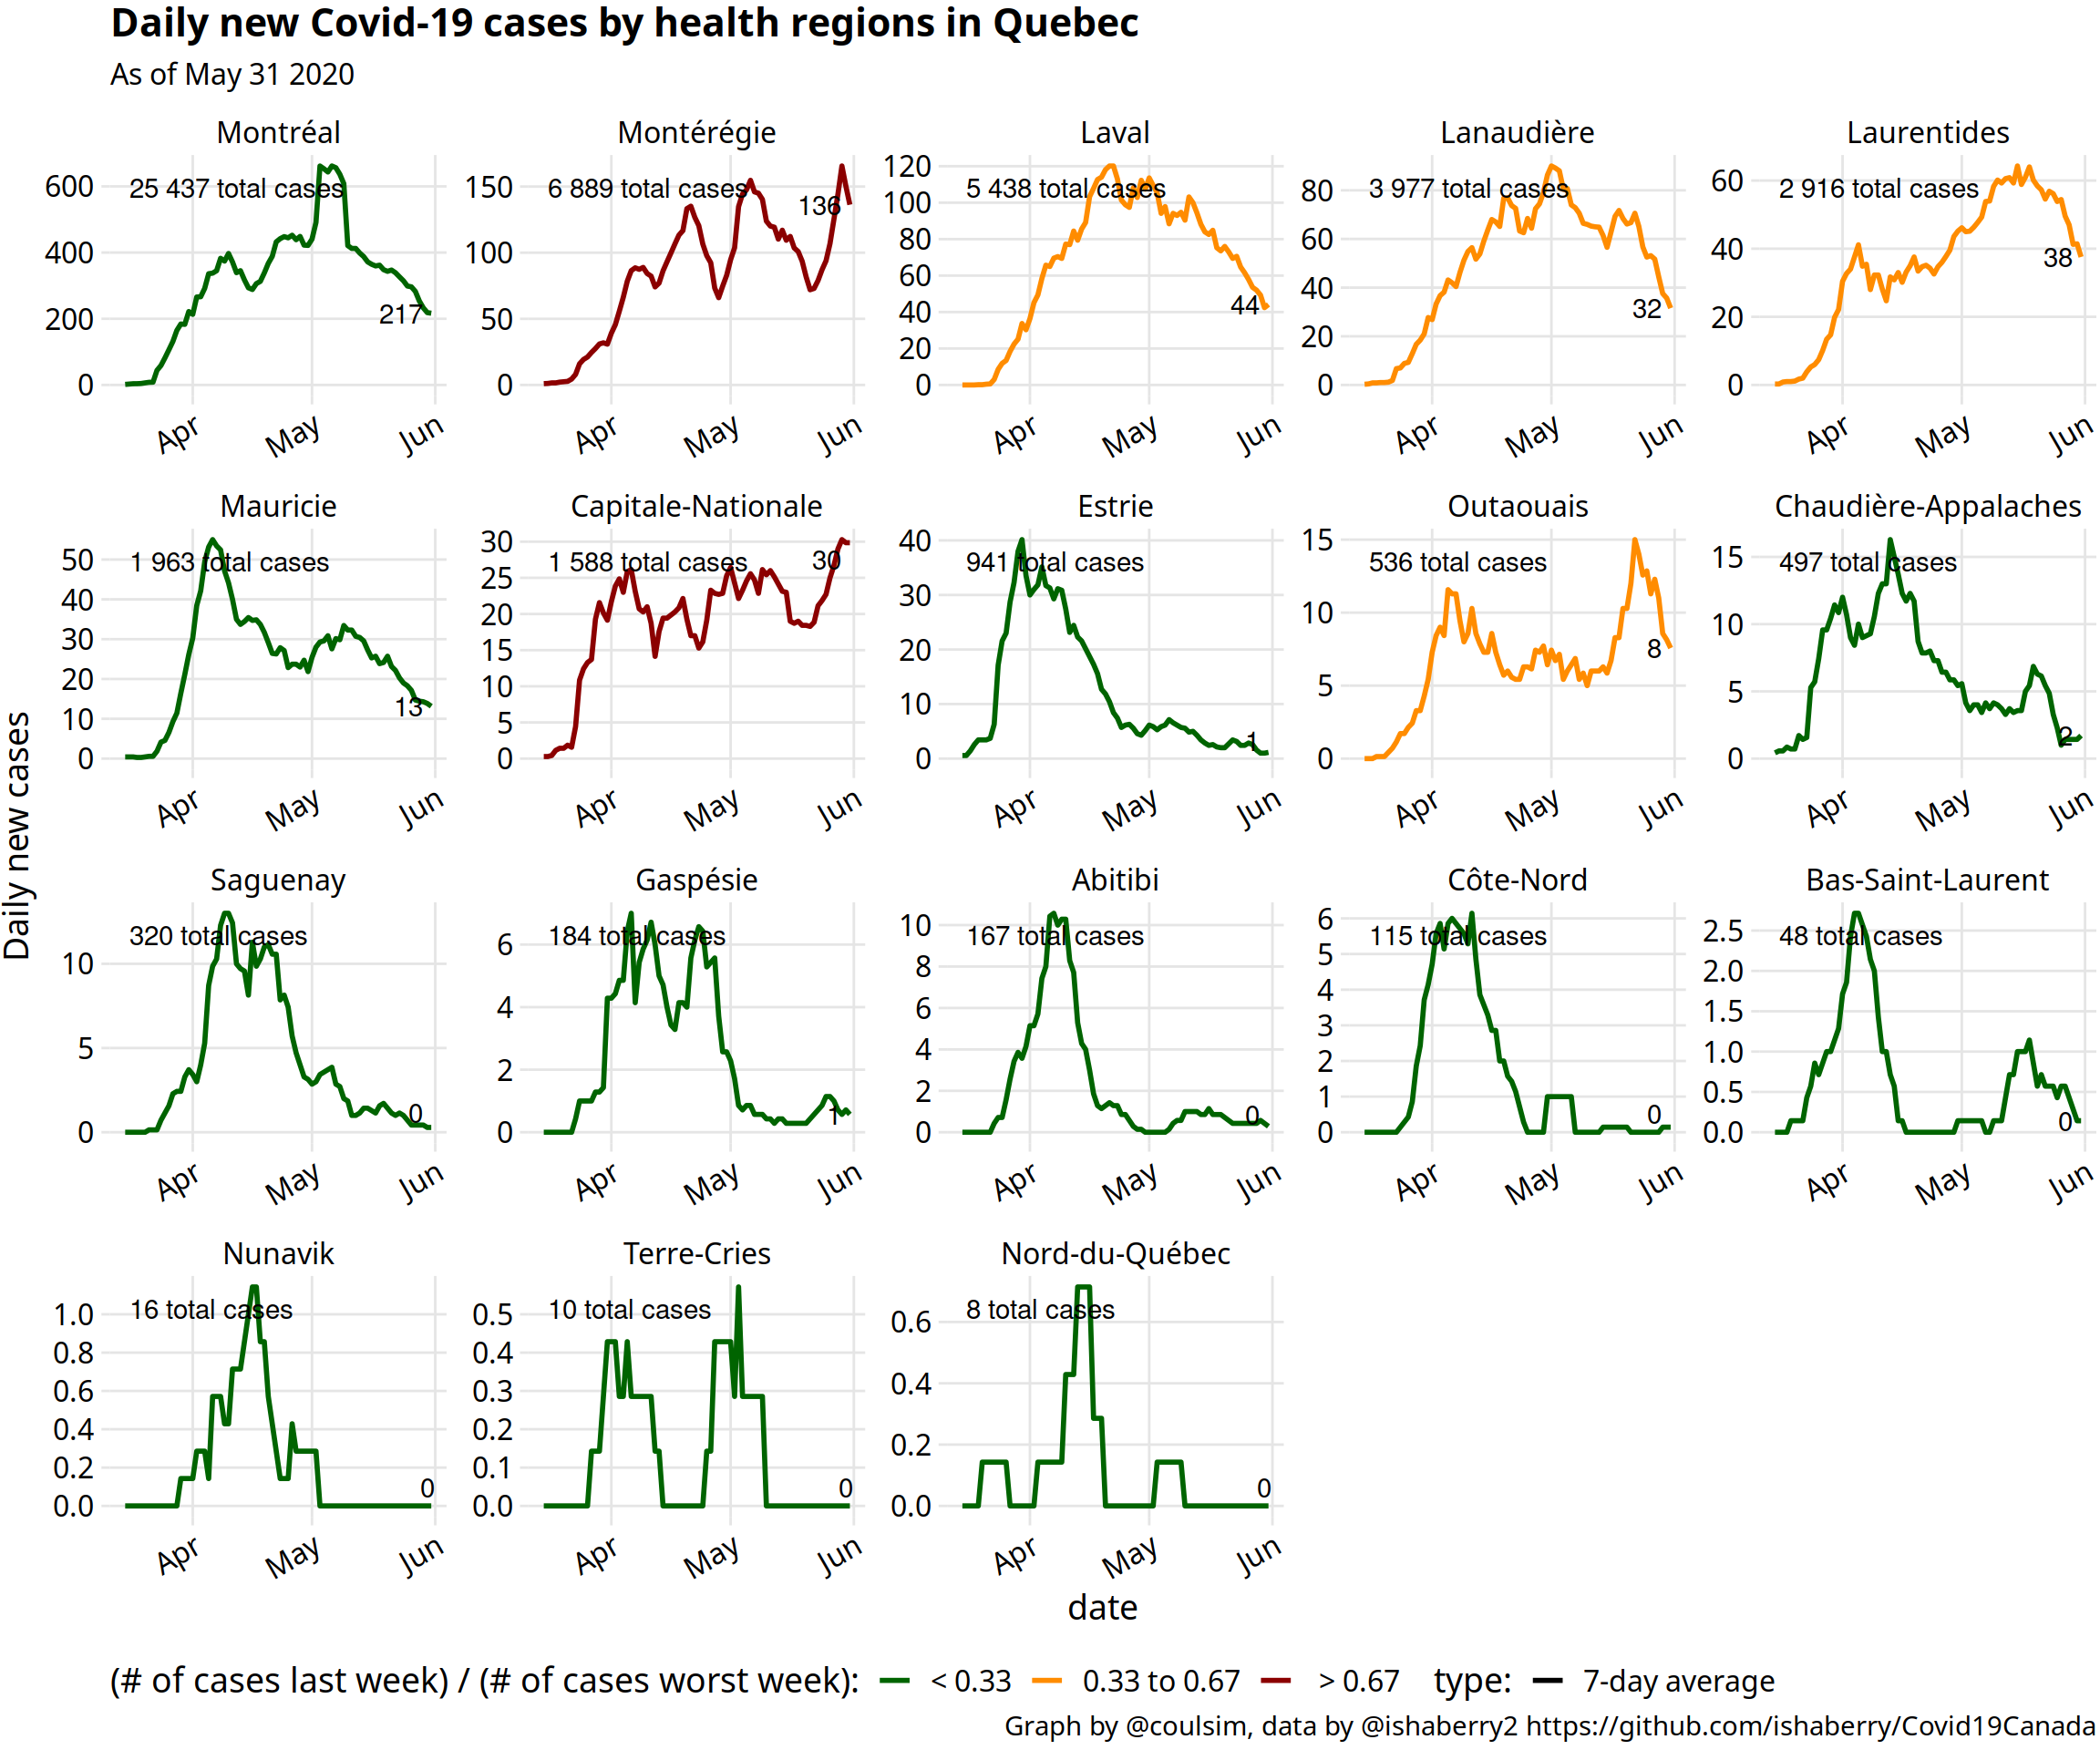 Daily new Covid-19 cases by health regions in Quebec
As of May 31 2020
Daily new cases
Montréal
25 437 total cases
217
600
400
200
0
Apr May Jun
Montérégie
6 889 total cases
136
150
100
50
0
Apr May Jun
Laval
5 438 total cases
44
120
100
80
60
40
20
0
Apr May Jun
Lanaudière
3 977 total cases
32
80
60
40
20
0
Apr May Jun
Laurentides
2 916 total cases
38
60
40
20
0
Apr May Jun
Mauricie
1 963 total cases
13
50
40
30
20
10
0
Apr May Jun
Capitale-Nationale
1 588 total cases
30
30
25
20
15
10
5
0
Apr May Jun
Estrie
941 total cases
1
40
30
20
10
0
Apr May Jun
Outaouais
536 total cases
8
15
10
5
0
Apr May Jun
Chaudière-Appalaches
497 total cases
2
15
10
5
0
Apr May Jun
Saguenay
320 total cases
0
10
5
0
Apr May Jun
Gaspésie
184 total cases
1
6
4
2
0
Apr May Jun
Abitibi
167 total cases
0
10
8
6
4
2
0
Apr May Jun
Côte-Nord
115 total cases
0
6
5
4
3
2
1
0
Apr May Jun
Bas-Saint-Laurent
48 total cases
0
2.5
2.0
1.5
1.0
0.5
0.0
Apr May Jun
Nunavik
16 total cases
0
1.0
0.8
0.6
0.4
0.2
0.0
Apr May Jun
Terre-Cries
10 total cases
0
0.5
0.4
0.3
0.2
0.1
0.0
Apr May Jun
Nord-du-Québec
8 total cases
0
0.6
0.4
0.2
0.0
Apr May Jun
date
(# of cases last week) / (# of cases worst week): < 0.33 0.33 to 0.67 > 0.67 type: 7-day average
Graph by @coulsim, data by @ishaberry2 https://github.com/ishaberry/Covid19Canada